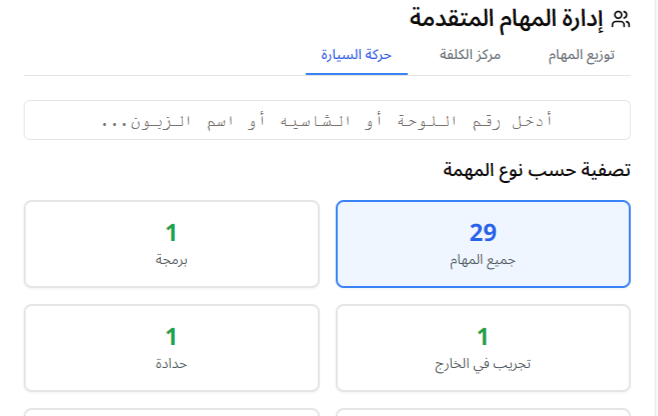 إدارة المهام المتقدمة
توزيع المهام مركز الكلفة حركة السيارة
أدخل رقم اللوحة أو الشاسيه أو اسم الزبون...
تصفية حسب نوع المهمة
29 1
جميع المهام برمجة
1 1
تجريب في الخارج حدادة